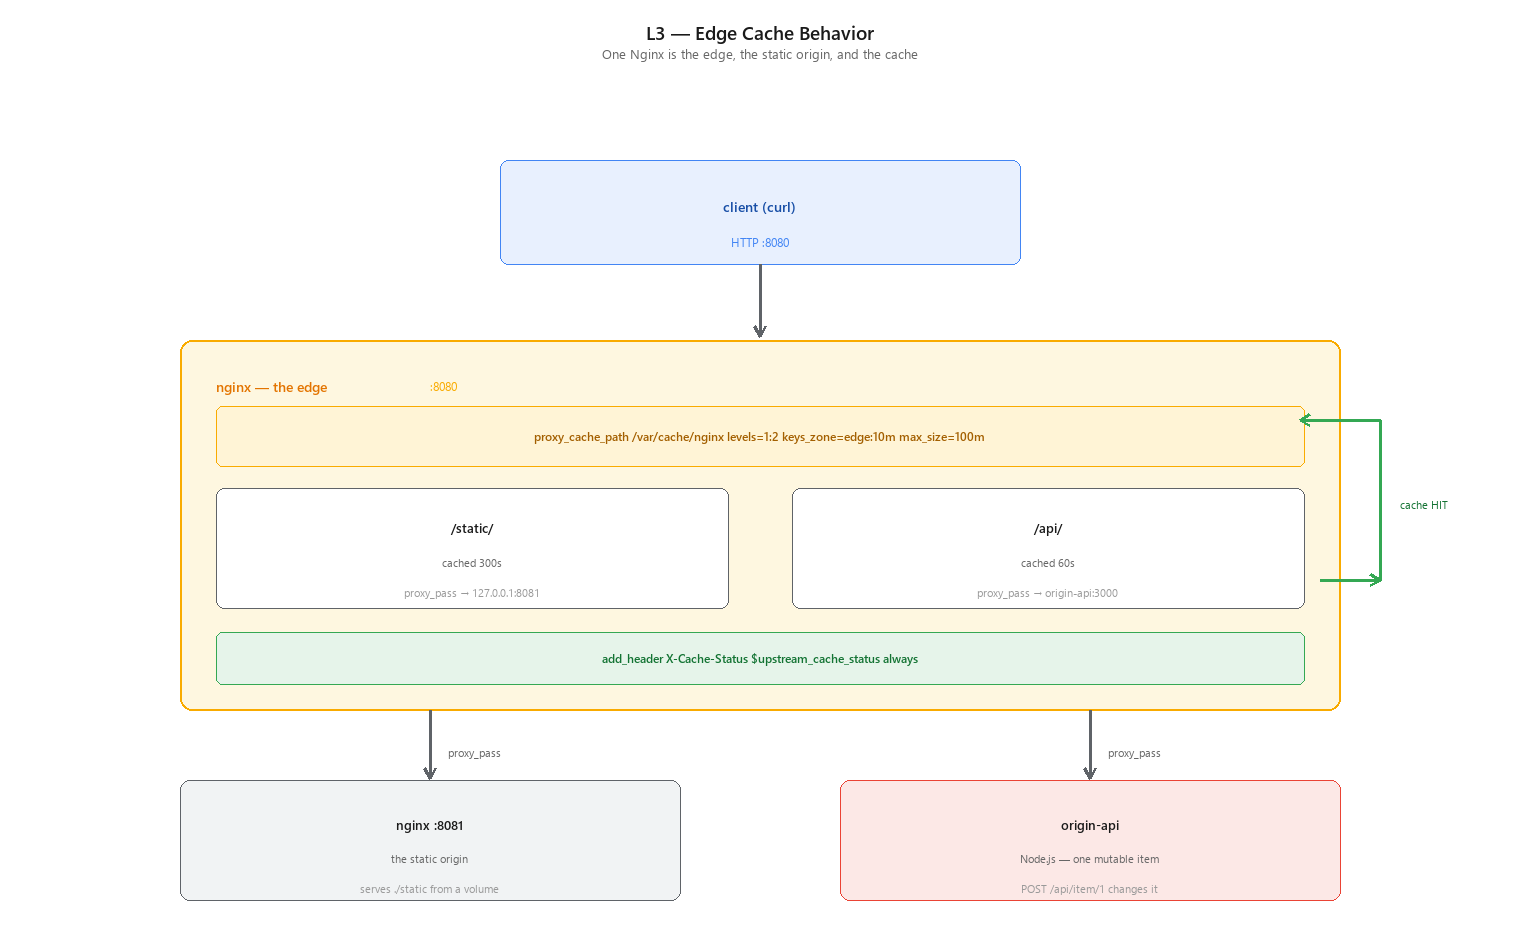 L3 — Edge Cache Behavior
One Nginx is the edge, the static origin, and the cache
client (curl)
HTTP :8080
nginx — the edge :8080
proxy_cache_path /var/cache/nginx levels=1:2 keys_zone=edge:10m max_size=100m
/static/
cached 300s
proxy_pass → 127.0.0.1:8081
/api/
cached 60s
proxy_pass → origin-api:3000
cache HIT
add_header X-Cache-Status $upstream_cache_status always
proxy_pass
proxy_pass
nginx :8081
the static origin
serves ./static from a volume
origin-api
Node.js — one mutable item
POST /api/item/1 changes it